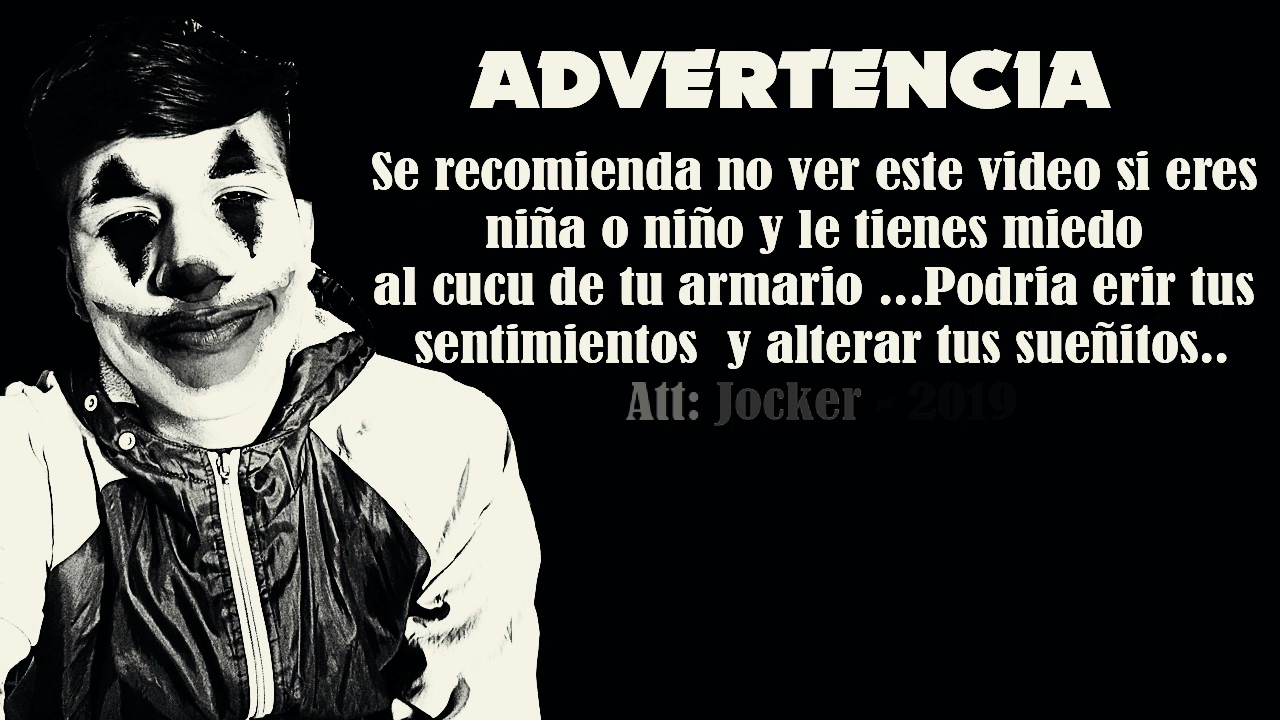 ADVERTENCIA
Se recomienda no ver este video si eres
niña o niño y le tienes miedo
al cucu de tu armario ...Podria erir tus
sentimientos y alterar tus sueñitos..
Att: Jocker - 2019